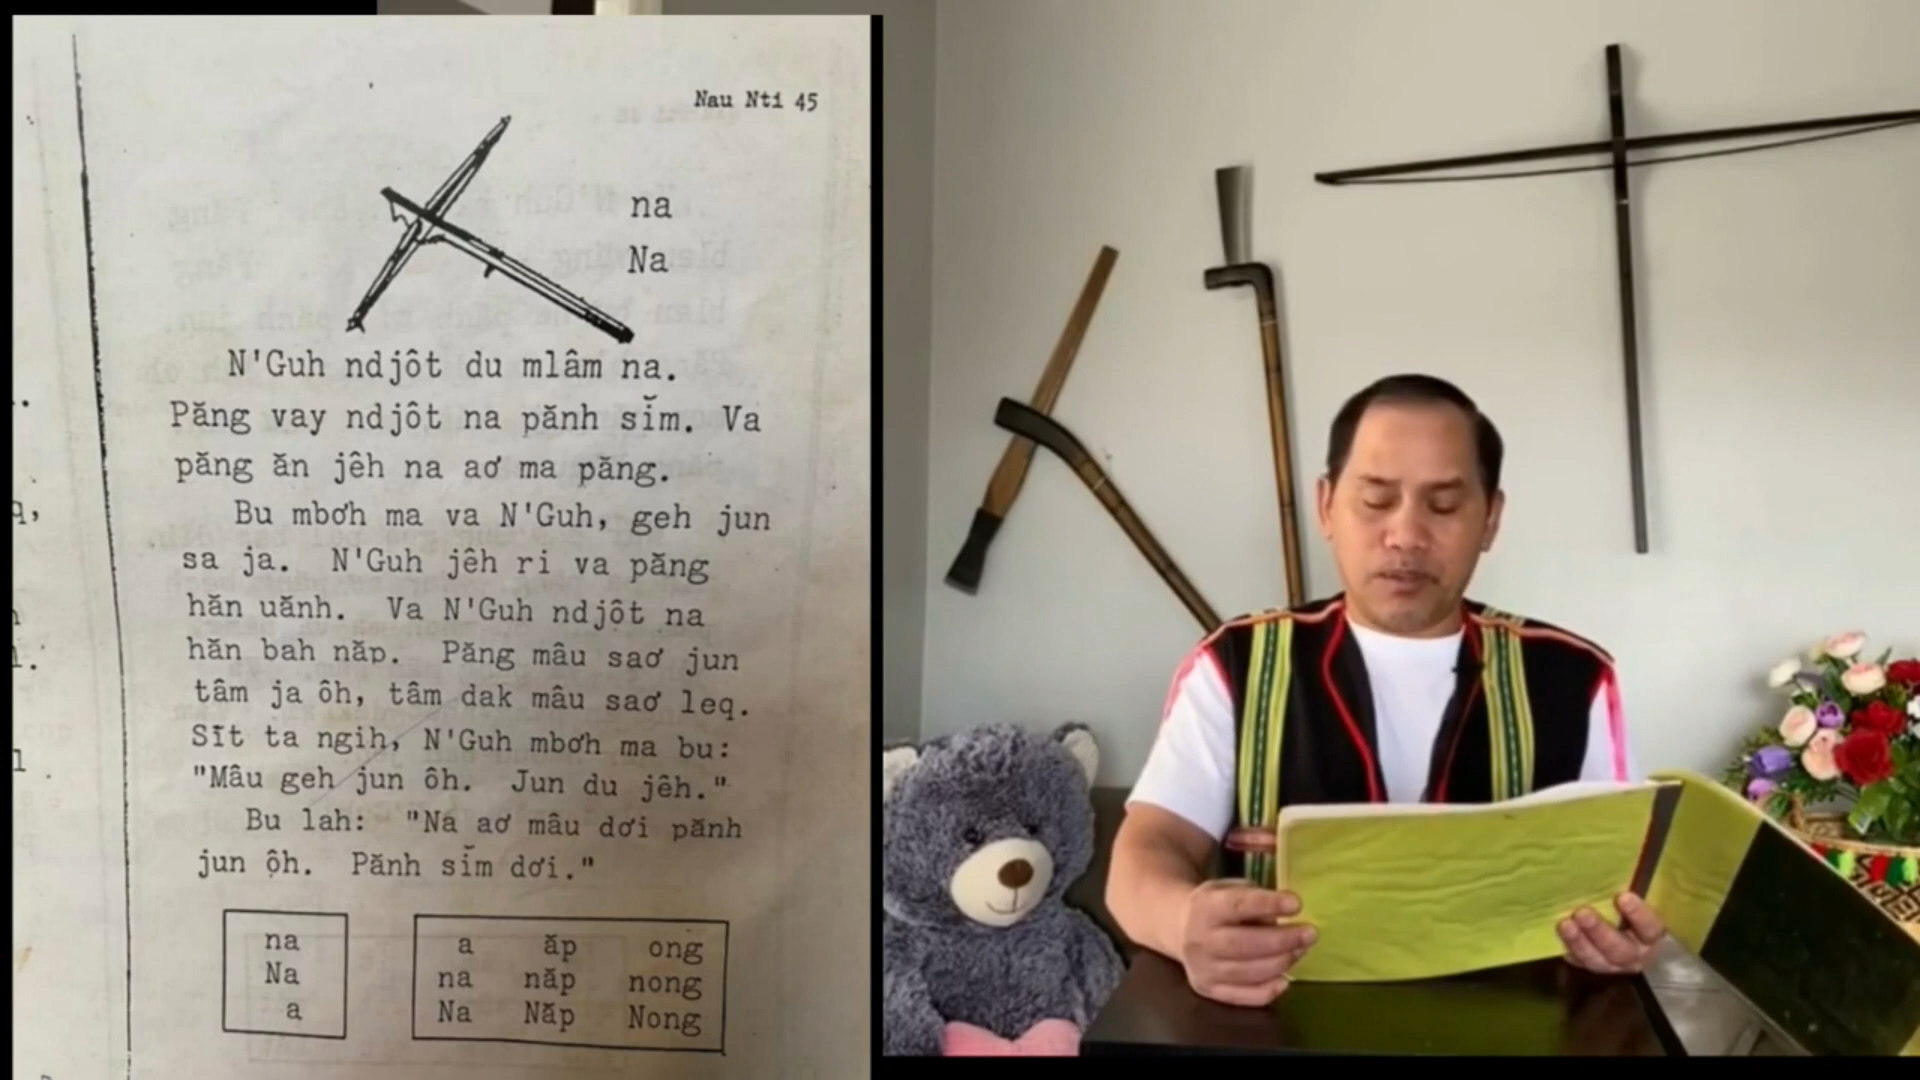 Nau Nti 45
na
Na
N'Guh ndjôt du mlâm na.
Păng vay ndjôt na pănh sĭm. Va
păng ăn jêh na aơ ma păng.
Bu mbơh ma va N'Guh, geh jun
sa ja. N'Guh jêh ri va păng
hăn uănh. Va N'Guh ndjôt na
hăn bah năp. Păng mâu saơ jun
tâm ja ôh, tâm dak mâu saơ leq.
Sĭt ta ngih, N'Guh mbơh ma bu:
"Mâu geh jun ôh. Jun du jêh."
Bu lah: "Na aơ mâu dơi pănh
jun ôh. Pănh sĭm dơi."
na
Na
a
a ăp ong
na năp nong
Na Năp Nong